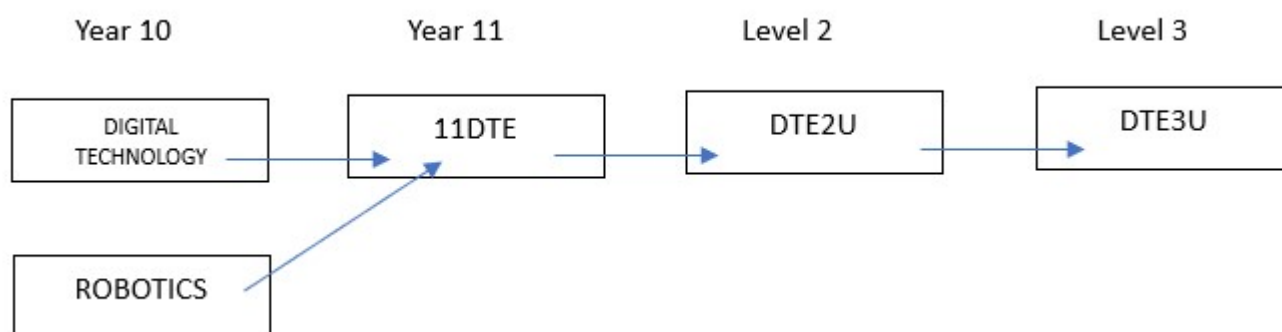 Year 10 Year 11 Level 2 Level 3
DIGITAL
TECHNOLOGY
11DTE
DTE2U
DTE3U
ROBOTICS